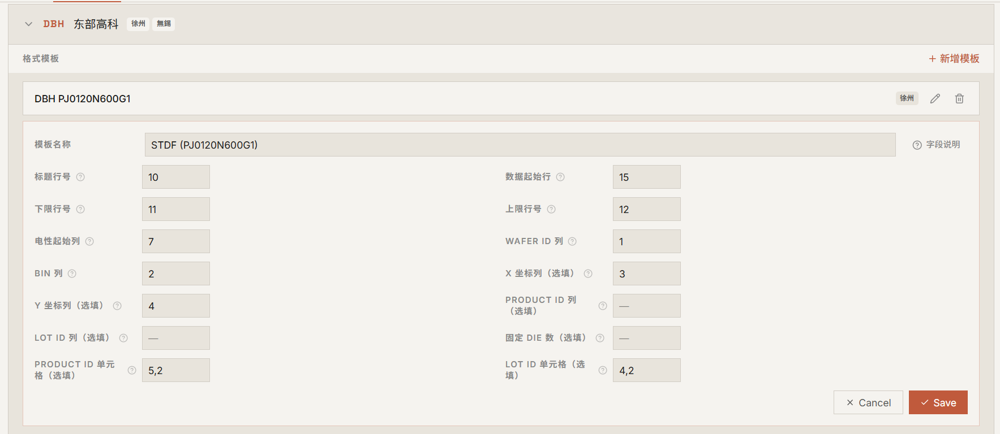 DBH 东部高科 徐州 無錫
格式模板 + 新增模板
DBH PJ0120N600G1 徐州
模板名称 STDF (PJ0120N600G1) ? 字段说明
标题行号 ? 10 数据起始行 ? 15
下限行号 ? 11 上限行号 ? 12
电性起始列 ? 7 WAFER ID 列 ? 1
BIN 列 ? 2 X 坐标列（选填） ? 3
Y 坐标列（选填） ? 4 PRODUCT ID 列
（选填） ? —
LOT ID 列（选填） ? — 固定 DIE 数（选填） ? —
PRODUCT ID 单元
格（选填） ? 5,2 LOT ID 单元格（选
填） ? 4,2
× Cancel ✓ Save